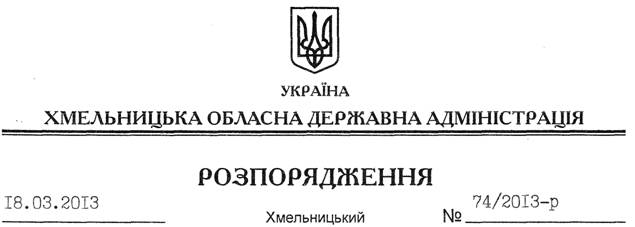 УКРАЇНА
ХМЕЛЬНИЦЬКА ОБЛАСНА ДЕРЖАВНА АДМІНІСТРАЦІЯ
РОЗПОРЯДЖЕННЯ
18.03.2013 Хмельницький № 74/2013-р